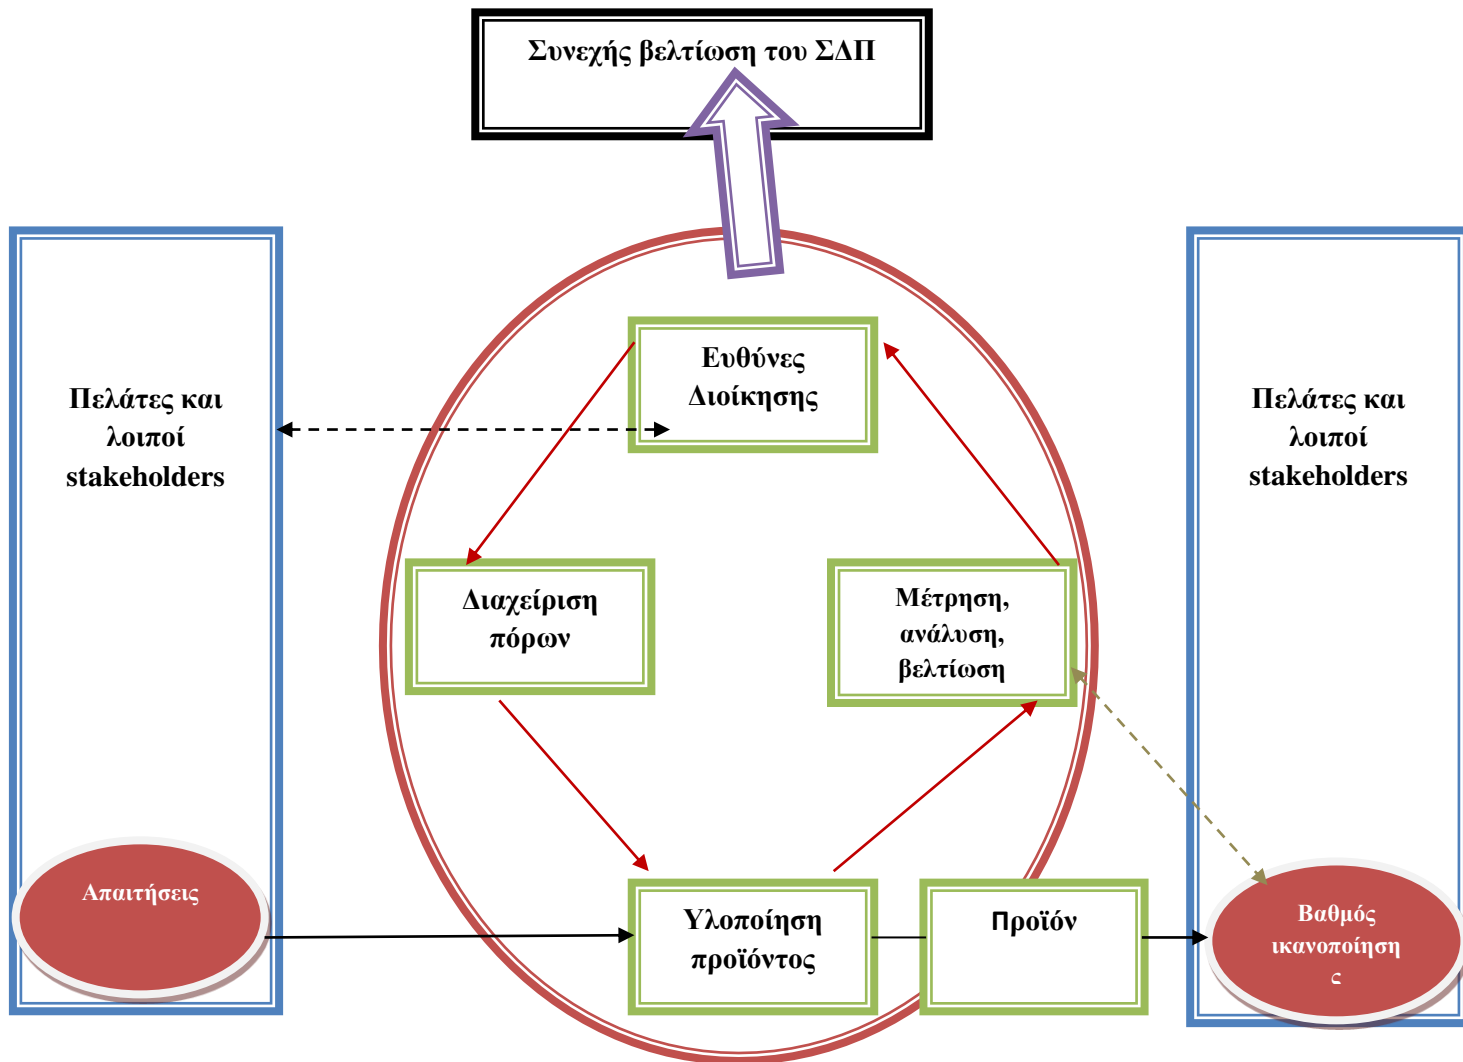 Συνεχής βελτίωση του ΣΔΠ
Πελάτες και
λοιποί
stakeholders
Ευθύνες
Διοίκησης
Πελάτες και
λοιποί
stakeholders
Διαχείριση
πόρων
Μέτρηση,
ανάλυση,
βελτίωση
Απαιτήσεις
Υλοποίηση
προϊόντος
Προϊόν
Βαθμός
ικανοποίηση
ς